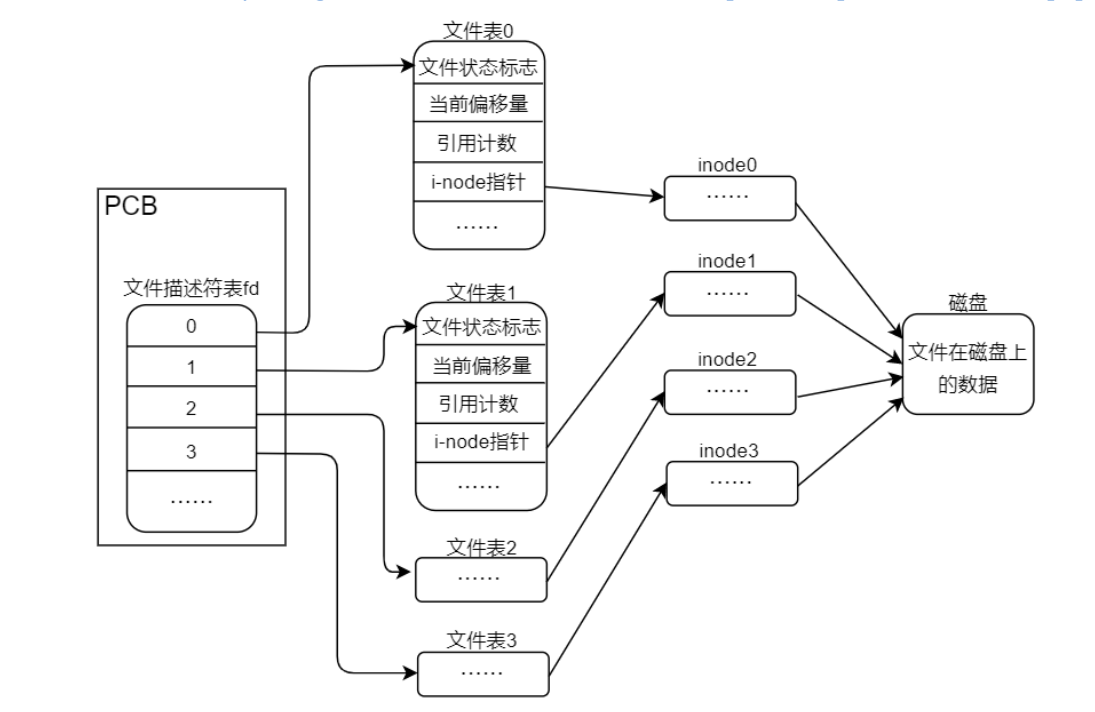 文件表0
文件状态标志
当前偏移量
引用计数
i-node指针
……
PCB
文件描述符表fd
0
1
2
3
……
文件表1
文件状态标志
当前偏移量
引用计数
i-node指针
……
文件表2
……
文件表3
……
inode0
……
inode1
……
inode2
……
inode3
……
磁盘
文件在磁盘上
的数据